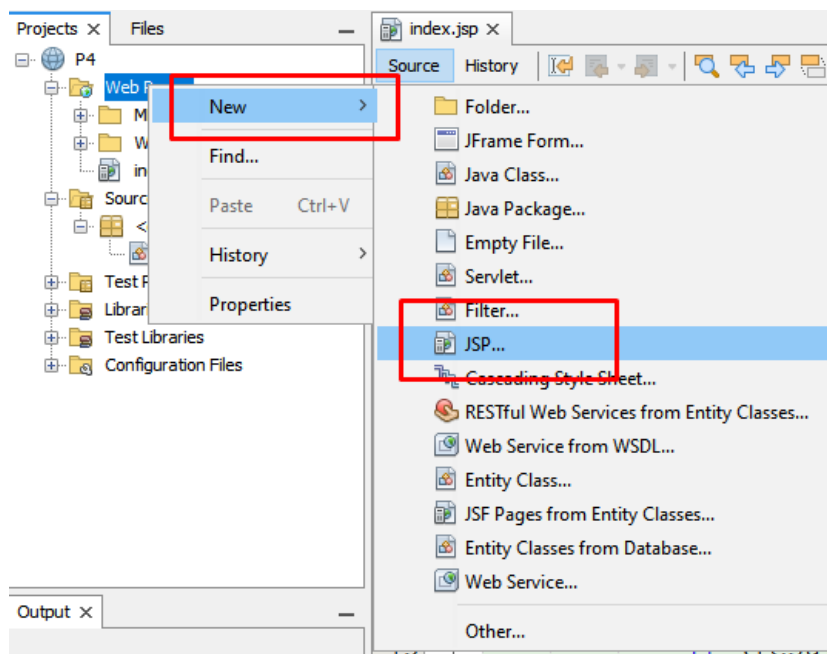 Projects
Files
P4
Web P
M
W
in
Sourc
<
Test P
Librar
Test Libraries
Configuration Files
New
Find...
Paste Ctrl+V
History
Properties
index.jsp
Source History
Folder...
JFrame Form...
Java Class...
Java Package...
Empty File...
Servlet...
Filter...
JSP...
Cascading Style Sheet...
RESTful Web Services from Entity Classes...
Web Service from WSDL...
Entity Class...
JSF Pages from Entity Classes...
Entity Classes from Database...
Web Service...
Other...
Output